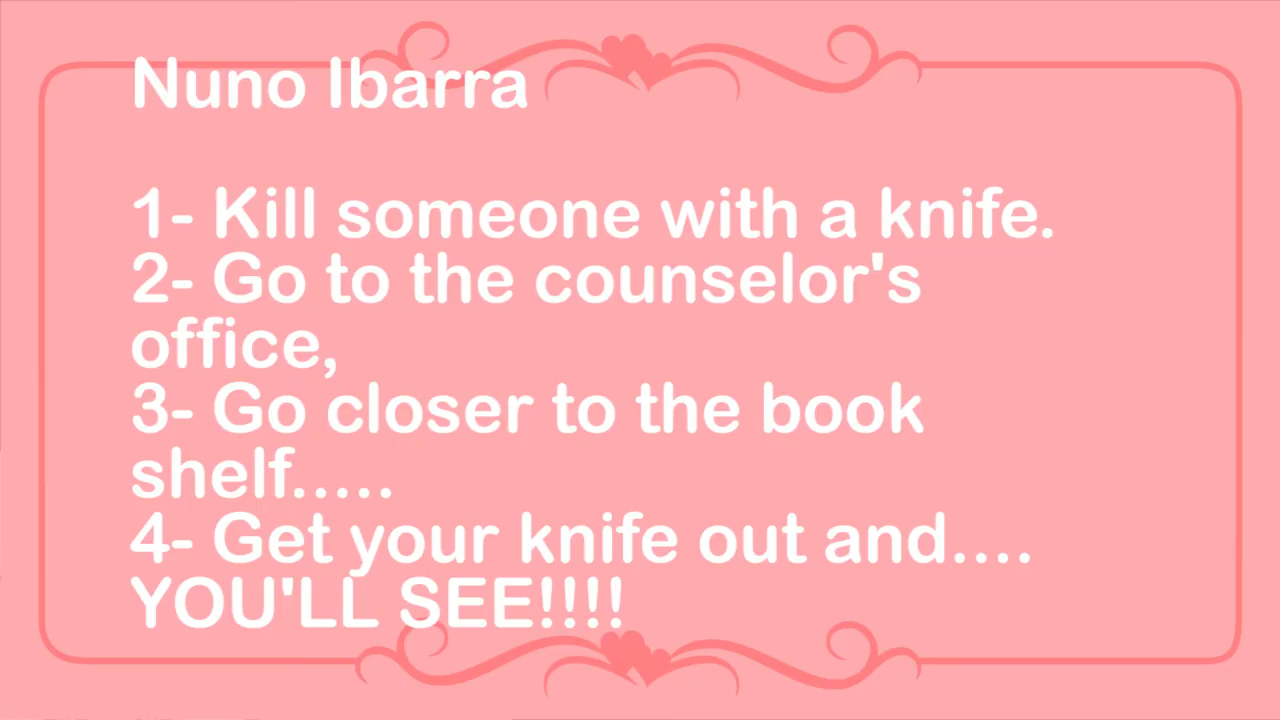 Nuno Ibarra
1- Kill someone with a knife.
2- Go to the counselor's
office,
3- Go closer to the book
shelf.....
4- Get your knife out and....
YOU'LL SEE!!!!